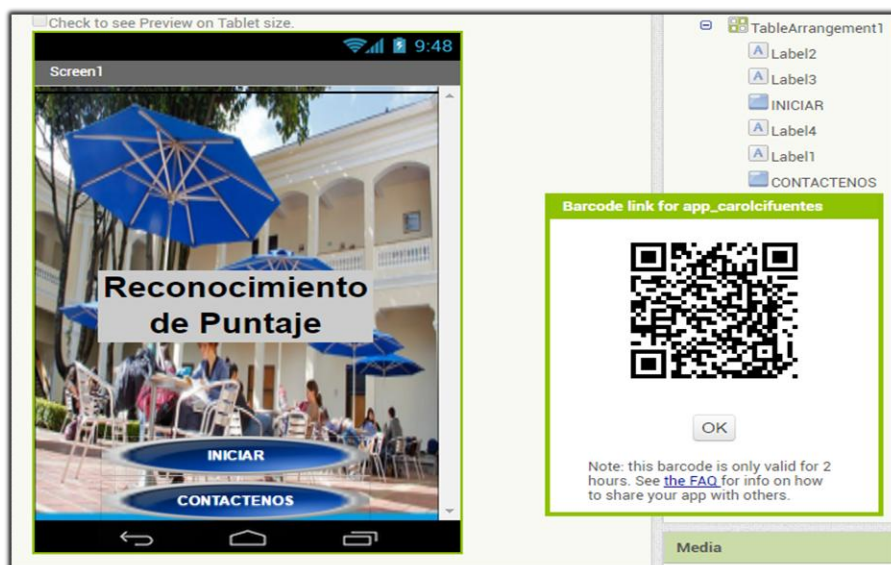 Check to see Preview on Tablet size.
9:48
Screen1
Reconocimiento
de Puntaje
INICIAR
CONTACTENOS
TableArrangement1
Label2
Label3
INICIAR
Label4
Label1
CONTACTENOS
Barcode link for app_carolcifuentes
OK
Note: this barcode is only valid for 2
hours. See the FAQ for info on how
to share your app with others.
Media